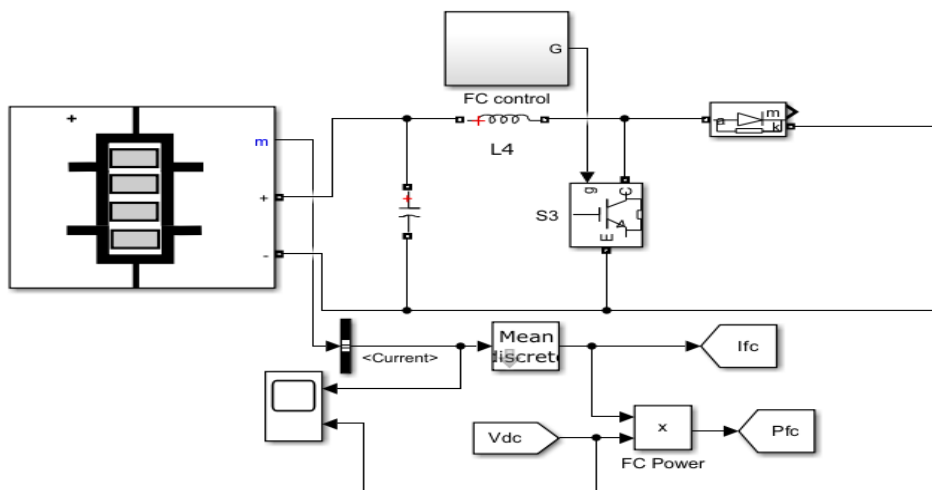 G
FC control
+
m
+
-
+
L4
a
m
k
+
S3
g
C
E
<Current>
Mean
discrete
Ifc
Vdc
x
FC Power
Pfc